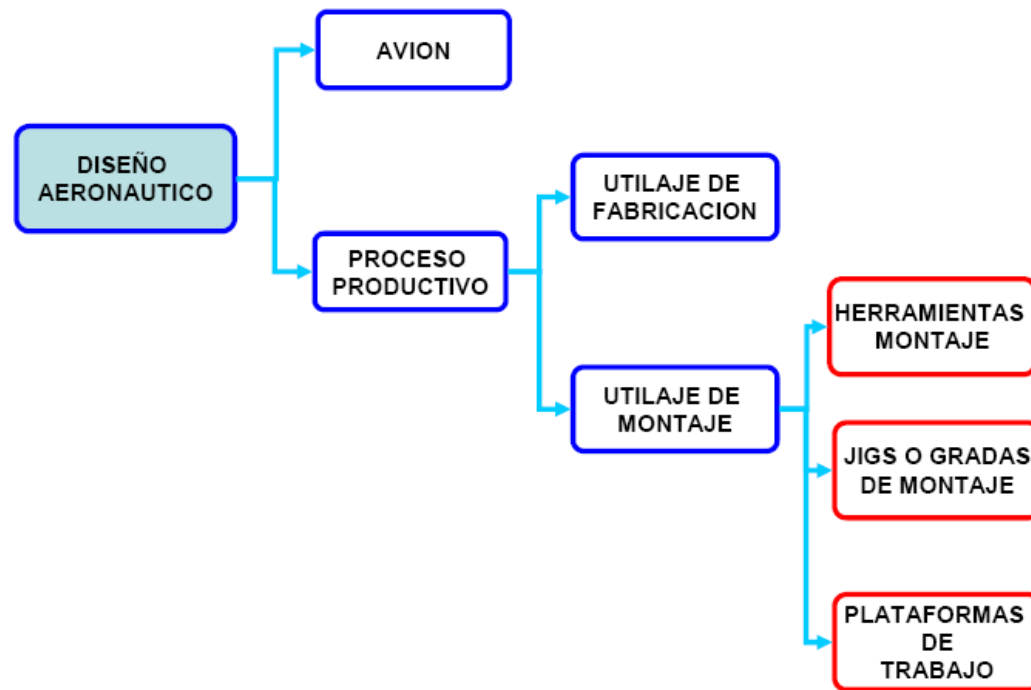 AVION
DISEÑO
AERONAUTICO
UTILAJE DE
FABRICACION
PROCESO
PRODUCTIVO
HERRAMIENTAS
MONTAJE
UTILAJE DE
MONTAJE
JIGS O GRADAS
DE MONTAJE
PLATAFORMAS
DE
TRABAJO